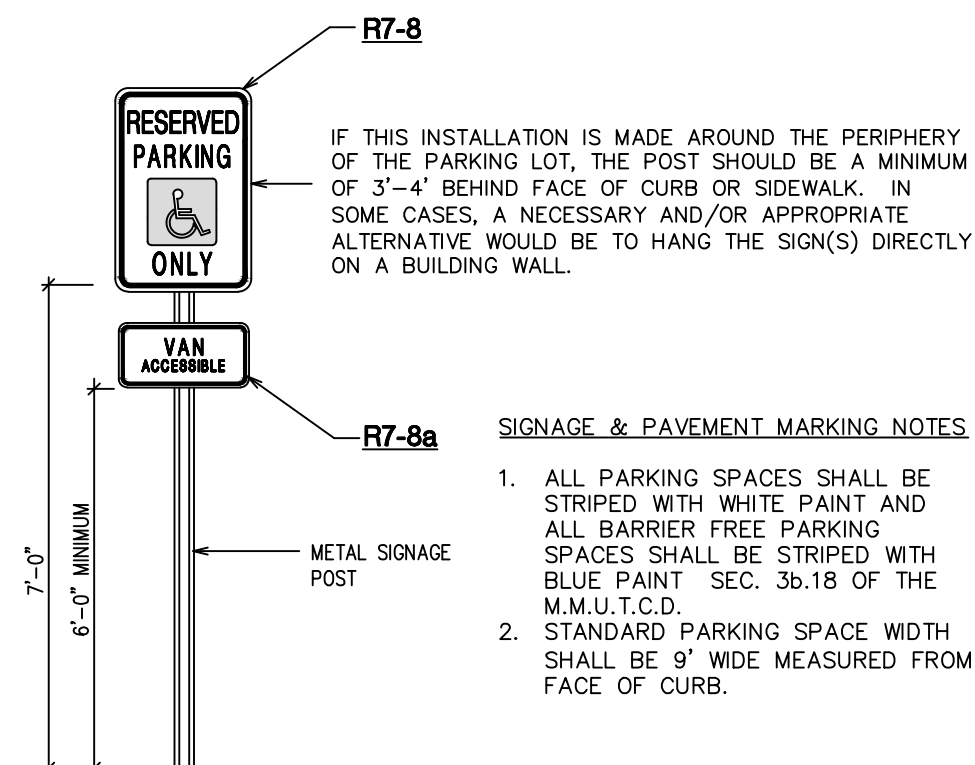 R7-8
RESERVED
PARKING
ONLY
IF THIS INSTALLATION IS MADE AROUND THE PERIPHERY
OF THE PARKING LOT, THE POST SHOULD BE A MINIMUM
OF 3'-4' BEHIND FACE OF CURB OR SIDEWALK. IN
SOME CASES, A NECESSARY AND/OR APPROPRIATE
ALTERNATIVE WOULD BE TO HANG THE SIGN(S) DIRECTLY
ON A BUILDING WALL.
VAN
ACCESSIBLE
R7-8a
7'-0"
6'-0" MINIMUM
METAL SIGNAGE
POST
SIGNAGE & PAVEMENT MARKING NOTES
1. ALL PARKING SPACES SHALL BE
STRIPED WITH WHITE PAINT AND
ALL BARRIER FREE PARKING
SPACES SHALL BE STRIPED WITH
BLUE PAINT SEC. 3b.18 OF THE
M.M.U.T.C.D.
2. STANDARD PARKING SPACE WIDTH
SHALL BE 9' WIDE MEASURED FROM
FACE OF CURB.